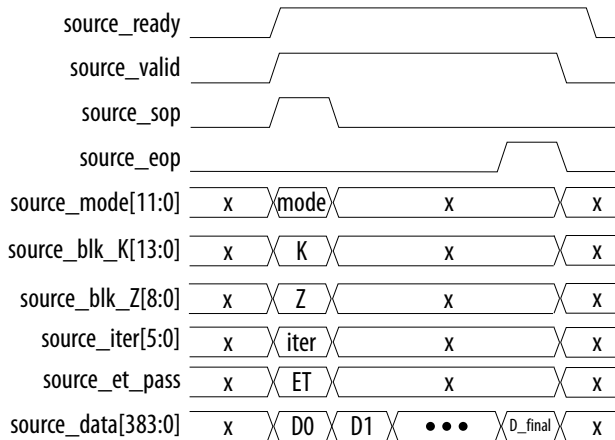 source_ready
source_valid
source_sop
source_eop
source_mode[11:0] x mode x x
source_blk_K[13:0] x K x x
source_blk_Z[8:0] x Z x x
source_iter[5:0] x iter x x
source_et_pass x ET x x
source_data[383:0] x D0 D1 ••• D_final x